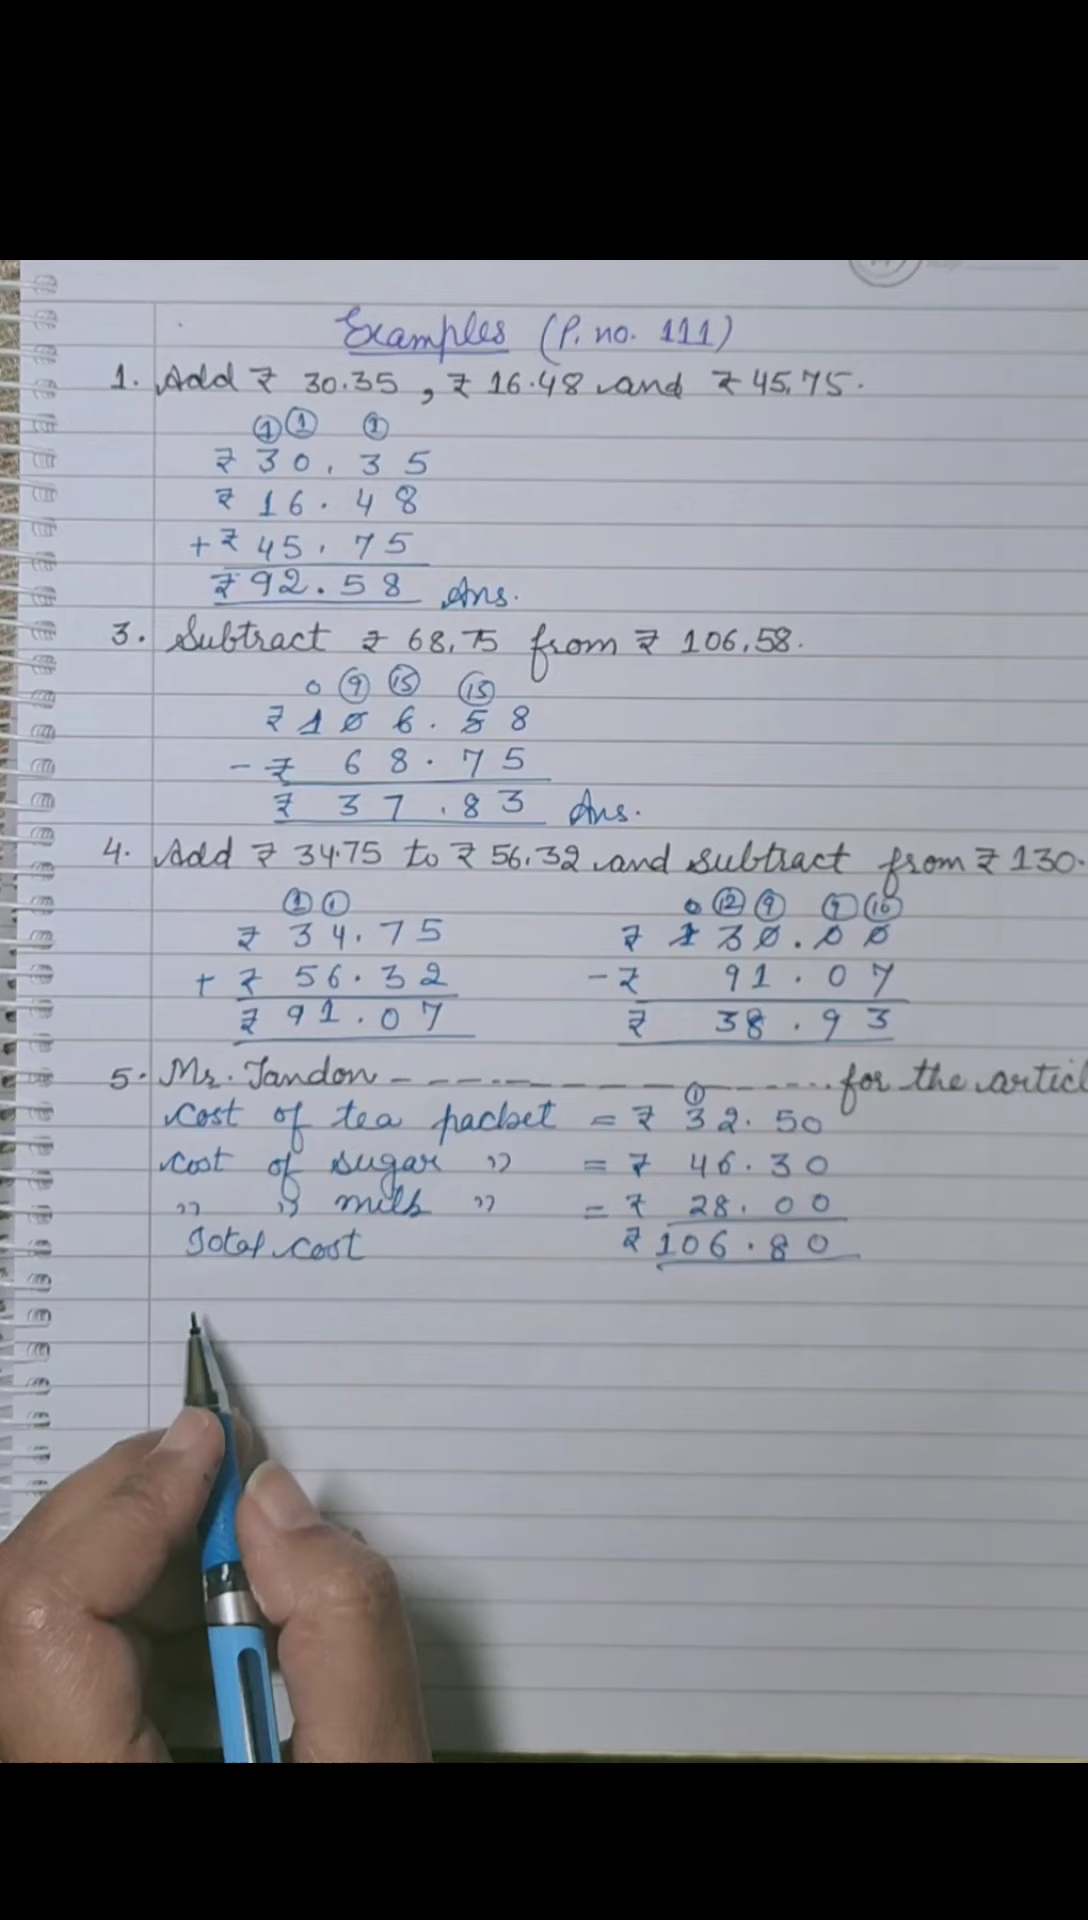 Examples (P. no. 111)
1. Add ₹ 30.35, ₹ 16.48 and ₹ 45.75.
1 1 1
₹ 30.35
₹ 16.48
+ ₹ 45.75
₹ 92.58 Ans.
3. Subtract ₹ 68.75 from ₹ 106.58.
0 9 15 15
₹ 106.58
- ₹ 68.75
₹ 37.83 Ans.
4. Add ₹ 34.75 to ₹ 56.32 and subtract from ₹ 130.
1 1 0 12 9 9 10
₹ 34.75 ₹ 130.00
+ ₹ 56.32 - ₹ 91.07
₹ 91.07 ₹ 38.93
5. Mr. Tandon ------------ for the articl
1
Cost of tea packet = ₹ 32.50
Cost of sugar " = ₹ 46.30
" " milk " = ₹ 28.00
Total cost ₹ 106.80